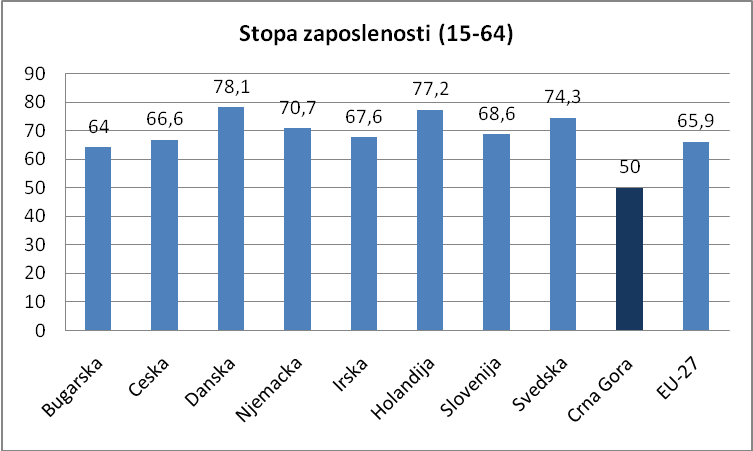 Stopa zaposlenosti (15-64)
90
80
70
60
50
40
30
20
10
0
64
66,6
78,1
70,7
67,6
77,2
68,6
74,3
50
65,9
Bugarska
Ceska
Danska
Njemacka
Irska
Holandija
Slovenija
Svedska
Crna Gora
EU-27